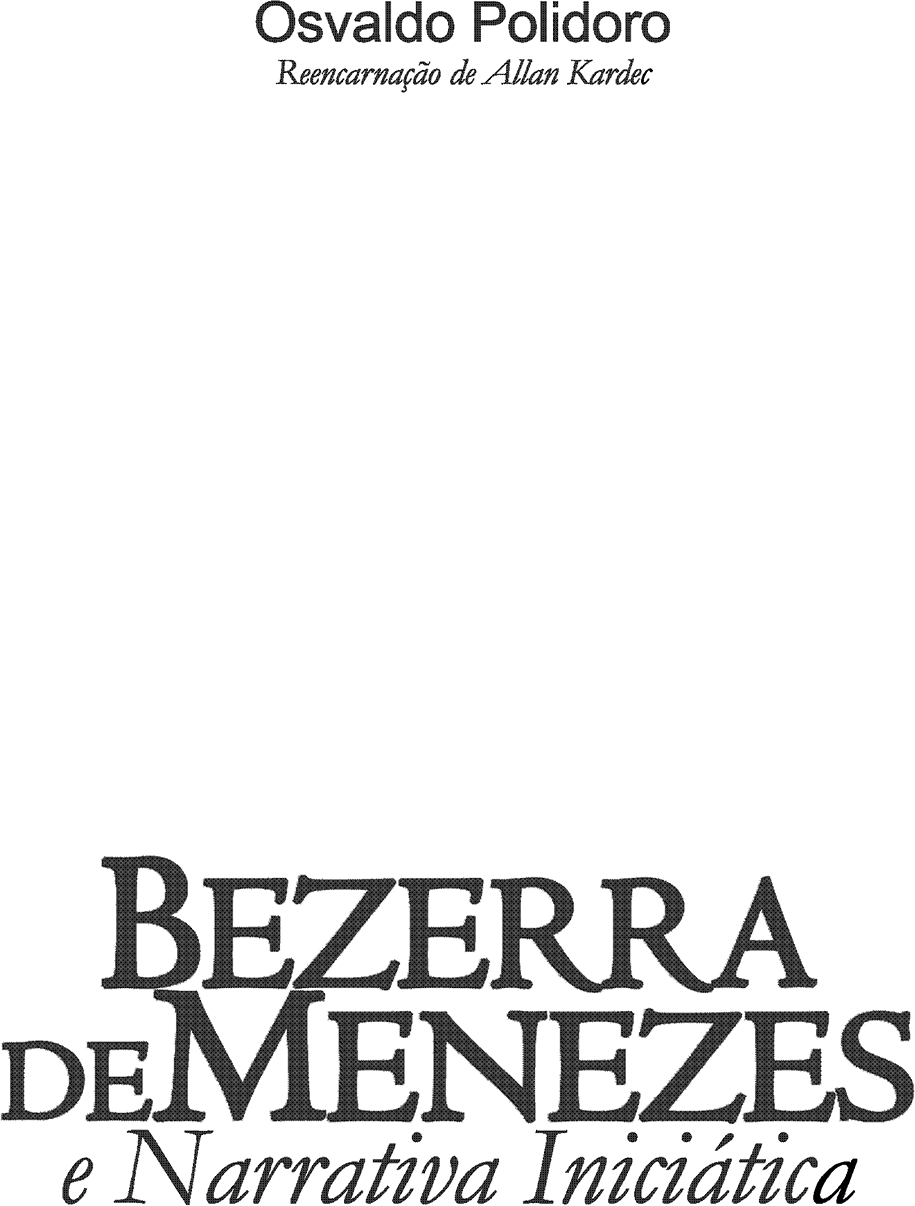 Osvaldo Polidoro
Reencarnação de Allan Kardec
BEZERRA
DE MENEZES
e Narrativa Iniciática